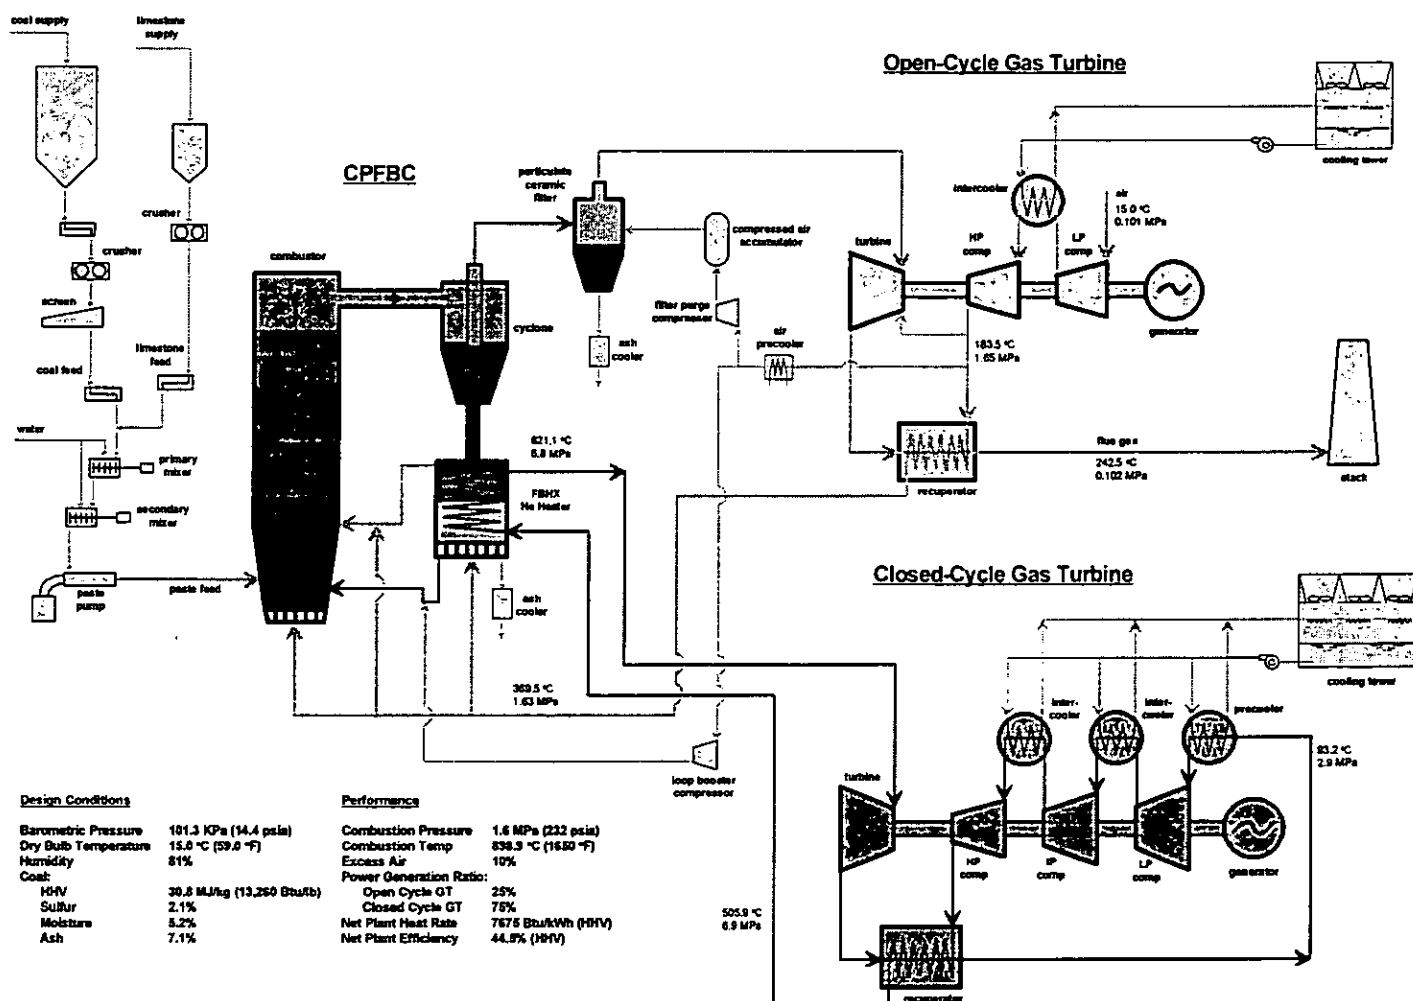 coal supply
limestone
supply
Open-Cycle Gas Turbine
cooling tower
CPFBC
particulate
ceramic
filter
intercooler
air
15.0 °C
0.101 MPa
crusher
crusher
compressed air
accumulator
turbine
HP
comp
LP
comp
combustor
screen
cyclone
filter purge
compressor
generator
ash
cooler
air
precooler
183.5 °C
1.65 MPa
limestone
feed
coal feed
water
primary
mixer
621.1 °C
flue gas
242.5 °C
0.102 MPa
stack
recuperator
FBHX
He Heater
secondary
mixer
paste
pump
paste feed
ash
cooler
Closed-Cycle Gas Turbine
cooling tower
369.5 °C
1.63 MPa
inter-
cooler
inter-
cooler
precooler
93.2 °C
2.9 MPa
loop booster
compressor
turbine
HP
comp
IP
comp
LP
comp
generator
Design Conditions
Barometric Pressure 101.3 KPa (14.4 psia)
Dry Bulb Temperature 15.0 °C (59.0 °F)
Humidity 81%
Coal:
HHV 30.8 MJ/kg (13,260 Btu/lb)
Sulfur 2.1%
Moisture 5.2%
Ash 7.1%
Performance
Combustion Pressure 1.6 MPa (232 psia)
Combustion Temp 898.9 °C (1650 °F)
Excess Air 10%
Power Generation Ratio:
Open Cycle GT 25%
Closed Cycle GT 75%
Net Plant Heat Rate 7675 Btu/kWh (HHV)
Net Plant Efficiency 44.5% (HHV)
505.9 °C
6.9 MPa
recuperator